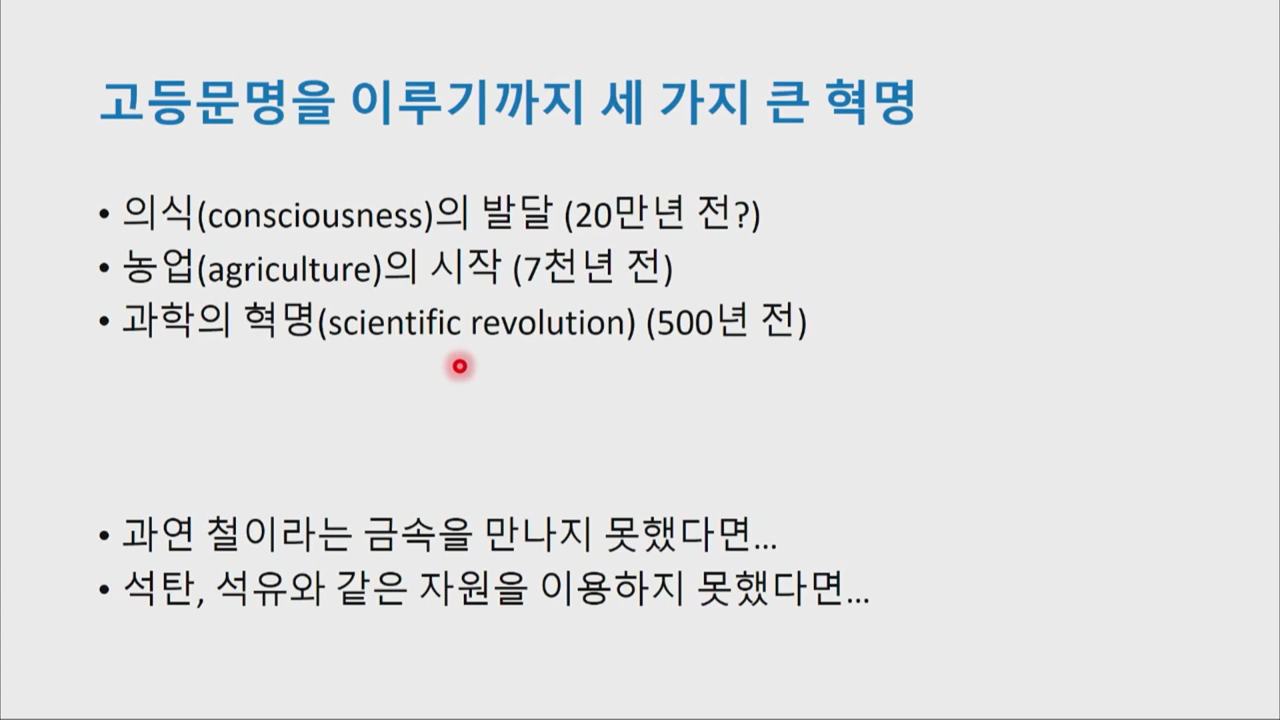 고등문명을 이루기까지 세 가지 큰 혁명
• 의식(consciousness)의 발달 (20만년 전?)
• 농업(agriculture)의 시작 (7천년 전)
• 과학의 혁명(scientific revolution) (500년 전)
• 과연 철이라는 금속을 만나지 못했다면...
• 석탄, 석유와 같은 자원을 이용하지 못했다면...